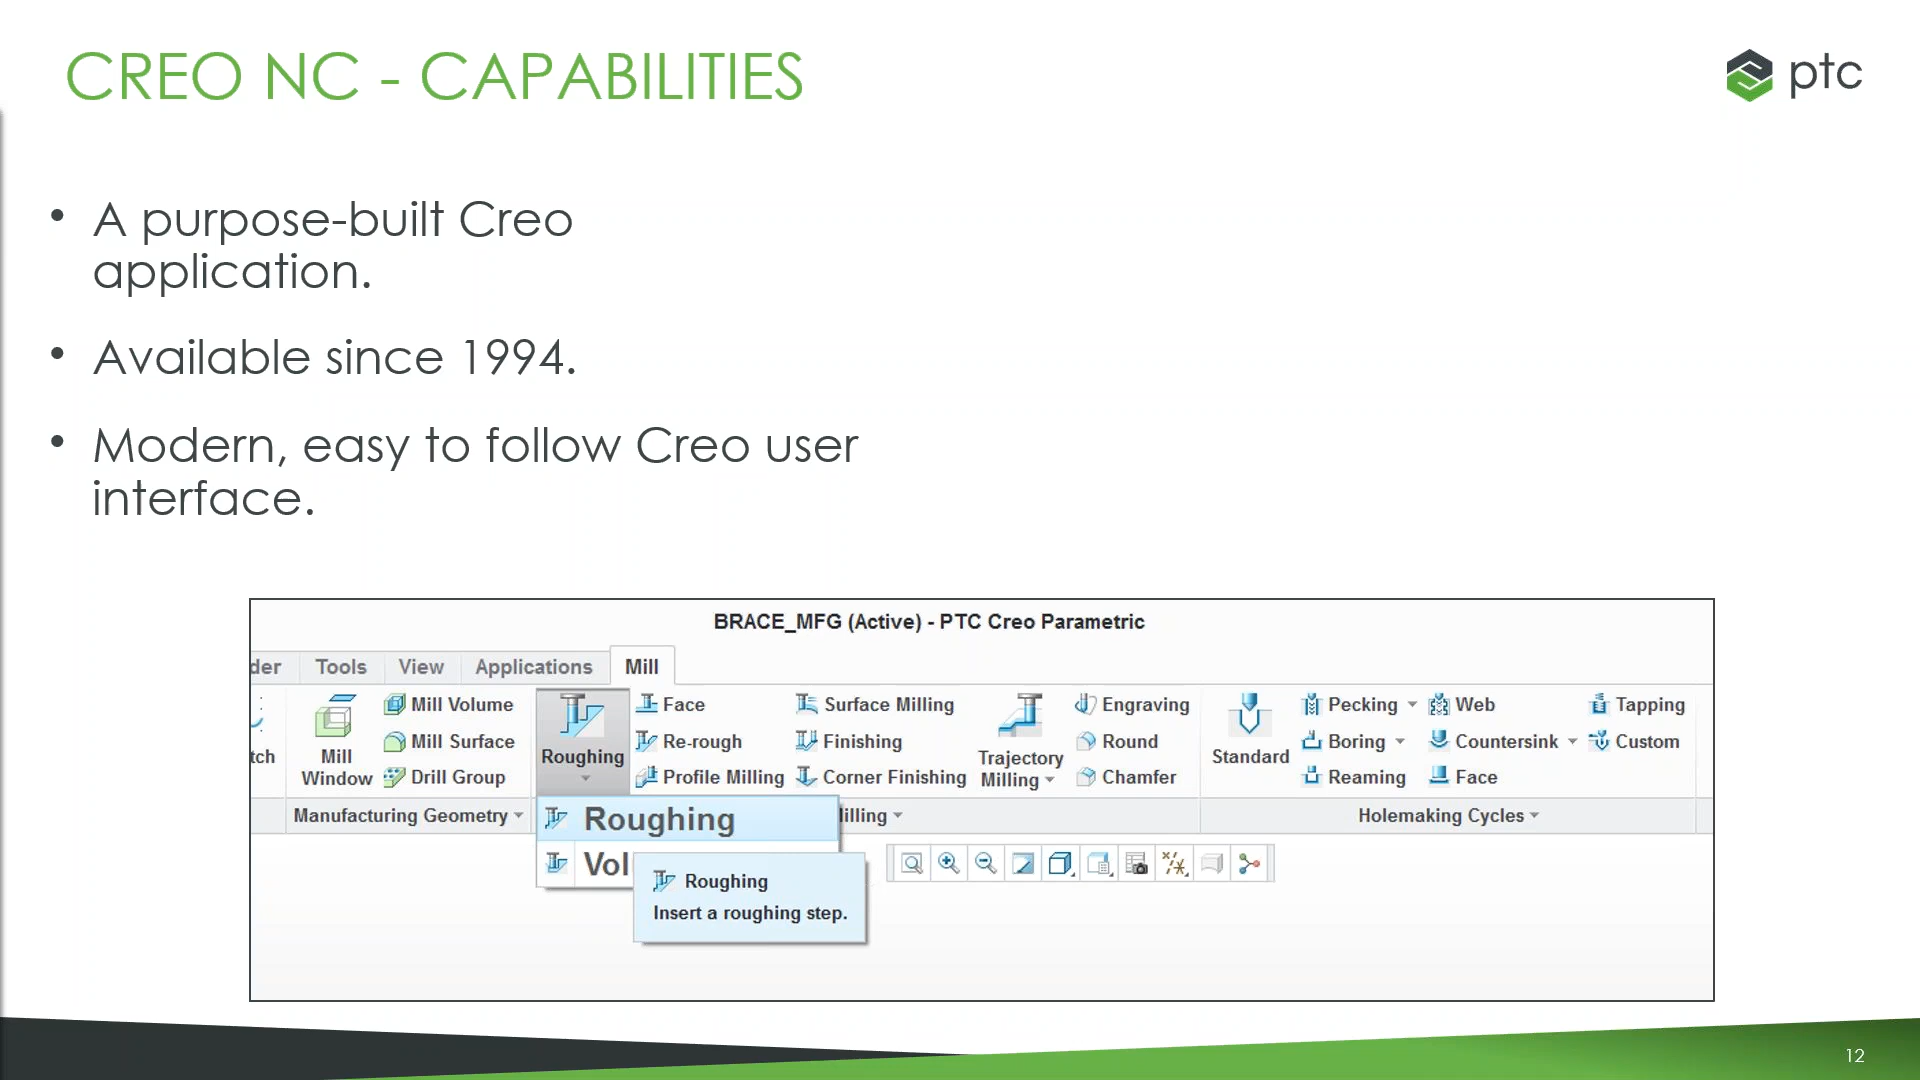 CREO NC - CAPABILITIES
ptc
• A purpose-built Creo
application.
• Available since 1994.
• Modern, easy to follow Creo user
interface.
BRACE_MFG (Active) - PTC Creo Parametric
der Tools View Applications Mill
tch
Mill
Window
Mill Volume
Mill Surface
Drill Group
Roughing
Face
Re-rough
Profile Milling
Surface Milling
Finishing
Corner Finishing
Trajectory
Milling
Engraving
Round
Chamfer
Standard
Pecking
Boring
Reaming
Web
Countersink
Face
Tapping
Custom
Manufacturing Geometry
illing
Holemaking Cycles
Roughing
Vol
Roughing
Insert a roughing step.
12